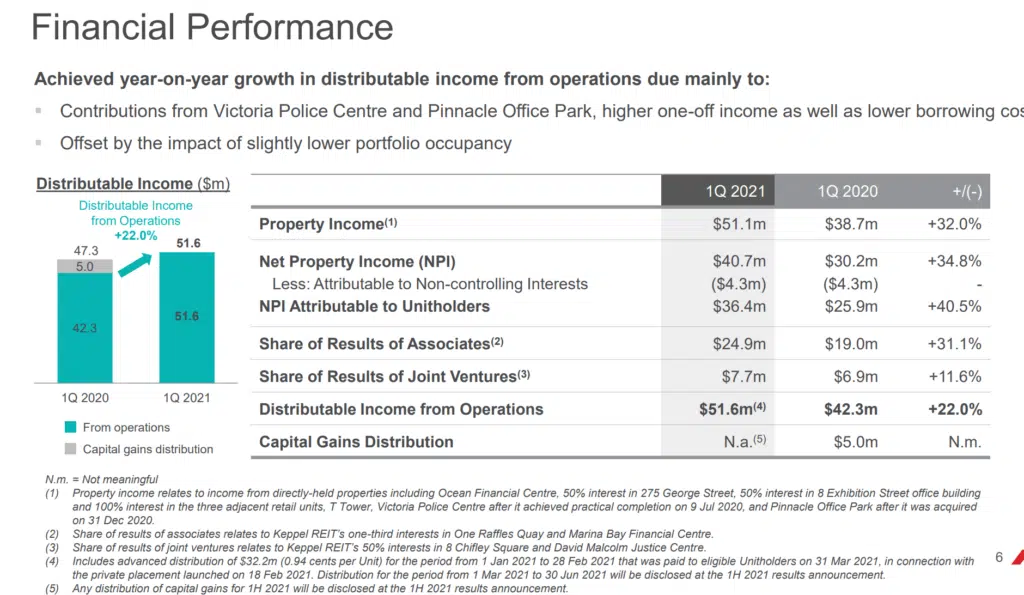 Financial Performance
Achieved year-on-year growth in distributable income from operations due mainly to:
Contributions from Victoria Police Centre and Pinnacle Office Park, higher one-off income as well as lower borrowing cos
Offset by the impact of slightly lower portfolio occupancy
Distributable Income ($m)
Distributable Income
from Operations
+22.0%
47.3
5.0
42.3
51.6
51.6
1Q 2020 1Q 2021
From operations
Capital gains distribution
1Q 2021 1Q 2020 +/(-)
Property Income(1) $51.1m $38.7m +32.0%
Net Property Income (NPI) $40.7m $30.2m +34.8%
Less: Attributable to Non-controlling Interests ($4.3m) ($4.3m) -
NPI Attributable to Unitholders $36.4m $25.9m +40.5%
Share of Results of Associates(2) $24.9m $19.0m +31.1%
Share of Results of Joint Ventures(3) $7.7m $6.9m +11.6%
Distributable Income from Operations $51.6m(4) $42.3m +22.0%
Capital Gains Distribution N.a.(5) $5.0m N.m.
N.m. = Not meaningful
(1) Property income relates to income from directly-held properties including Ocean Financial Centre, 50% interest in 275 George Street, 50% interest in 8 Exhibition Street office building
and 100% interest in the three adjacent retail units, T Tower, Victoria Police Centre after it achieved practical completion on 9 Jul 2020, and Pinnacle Office Park after it was acquired
on 31 Dec 2020.
(2) Share of results of associates relates to Keppel REIT's one-third interests in One Raffles Quay and Marina Bay Financial Centre.
(3) Share of results of joint ventures relates to Keppel REIT's 50% interests in 8 Chifley Square and David Malcolm Justice Centre.
(4) Includes advanced distribution of $32.2m (0.94 cents per Unit) for the period from 1 Jan 2021 to 28 Feb 2021 that was paid to eligible Unitholders on 31 Mar 2021, in connection with
the private placement launched on 18 Feb 2021. Distribution for the period from 1 Mar 2021 to 30 Jun 2021 will be disclosed at the 1H 2021 results announcement.
(5) Any distribution of capital gains for 1H 2021 will be disclosed at the 1H 2021 results announcement.
6